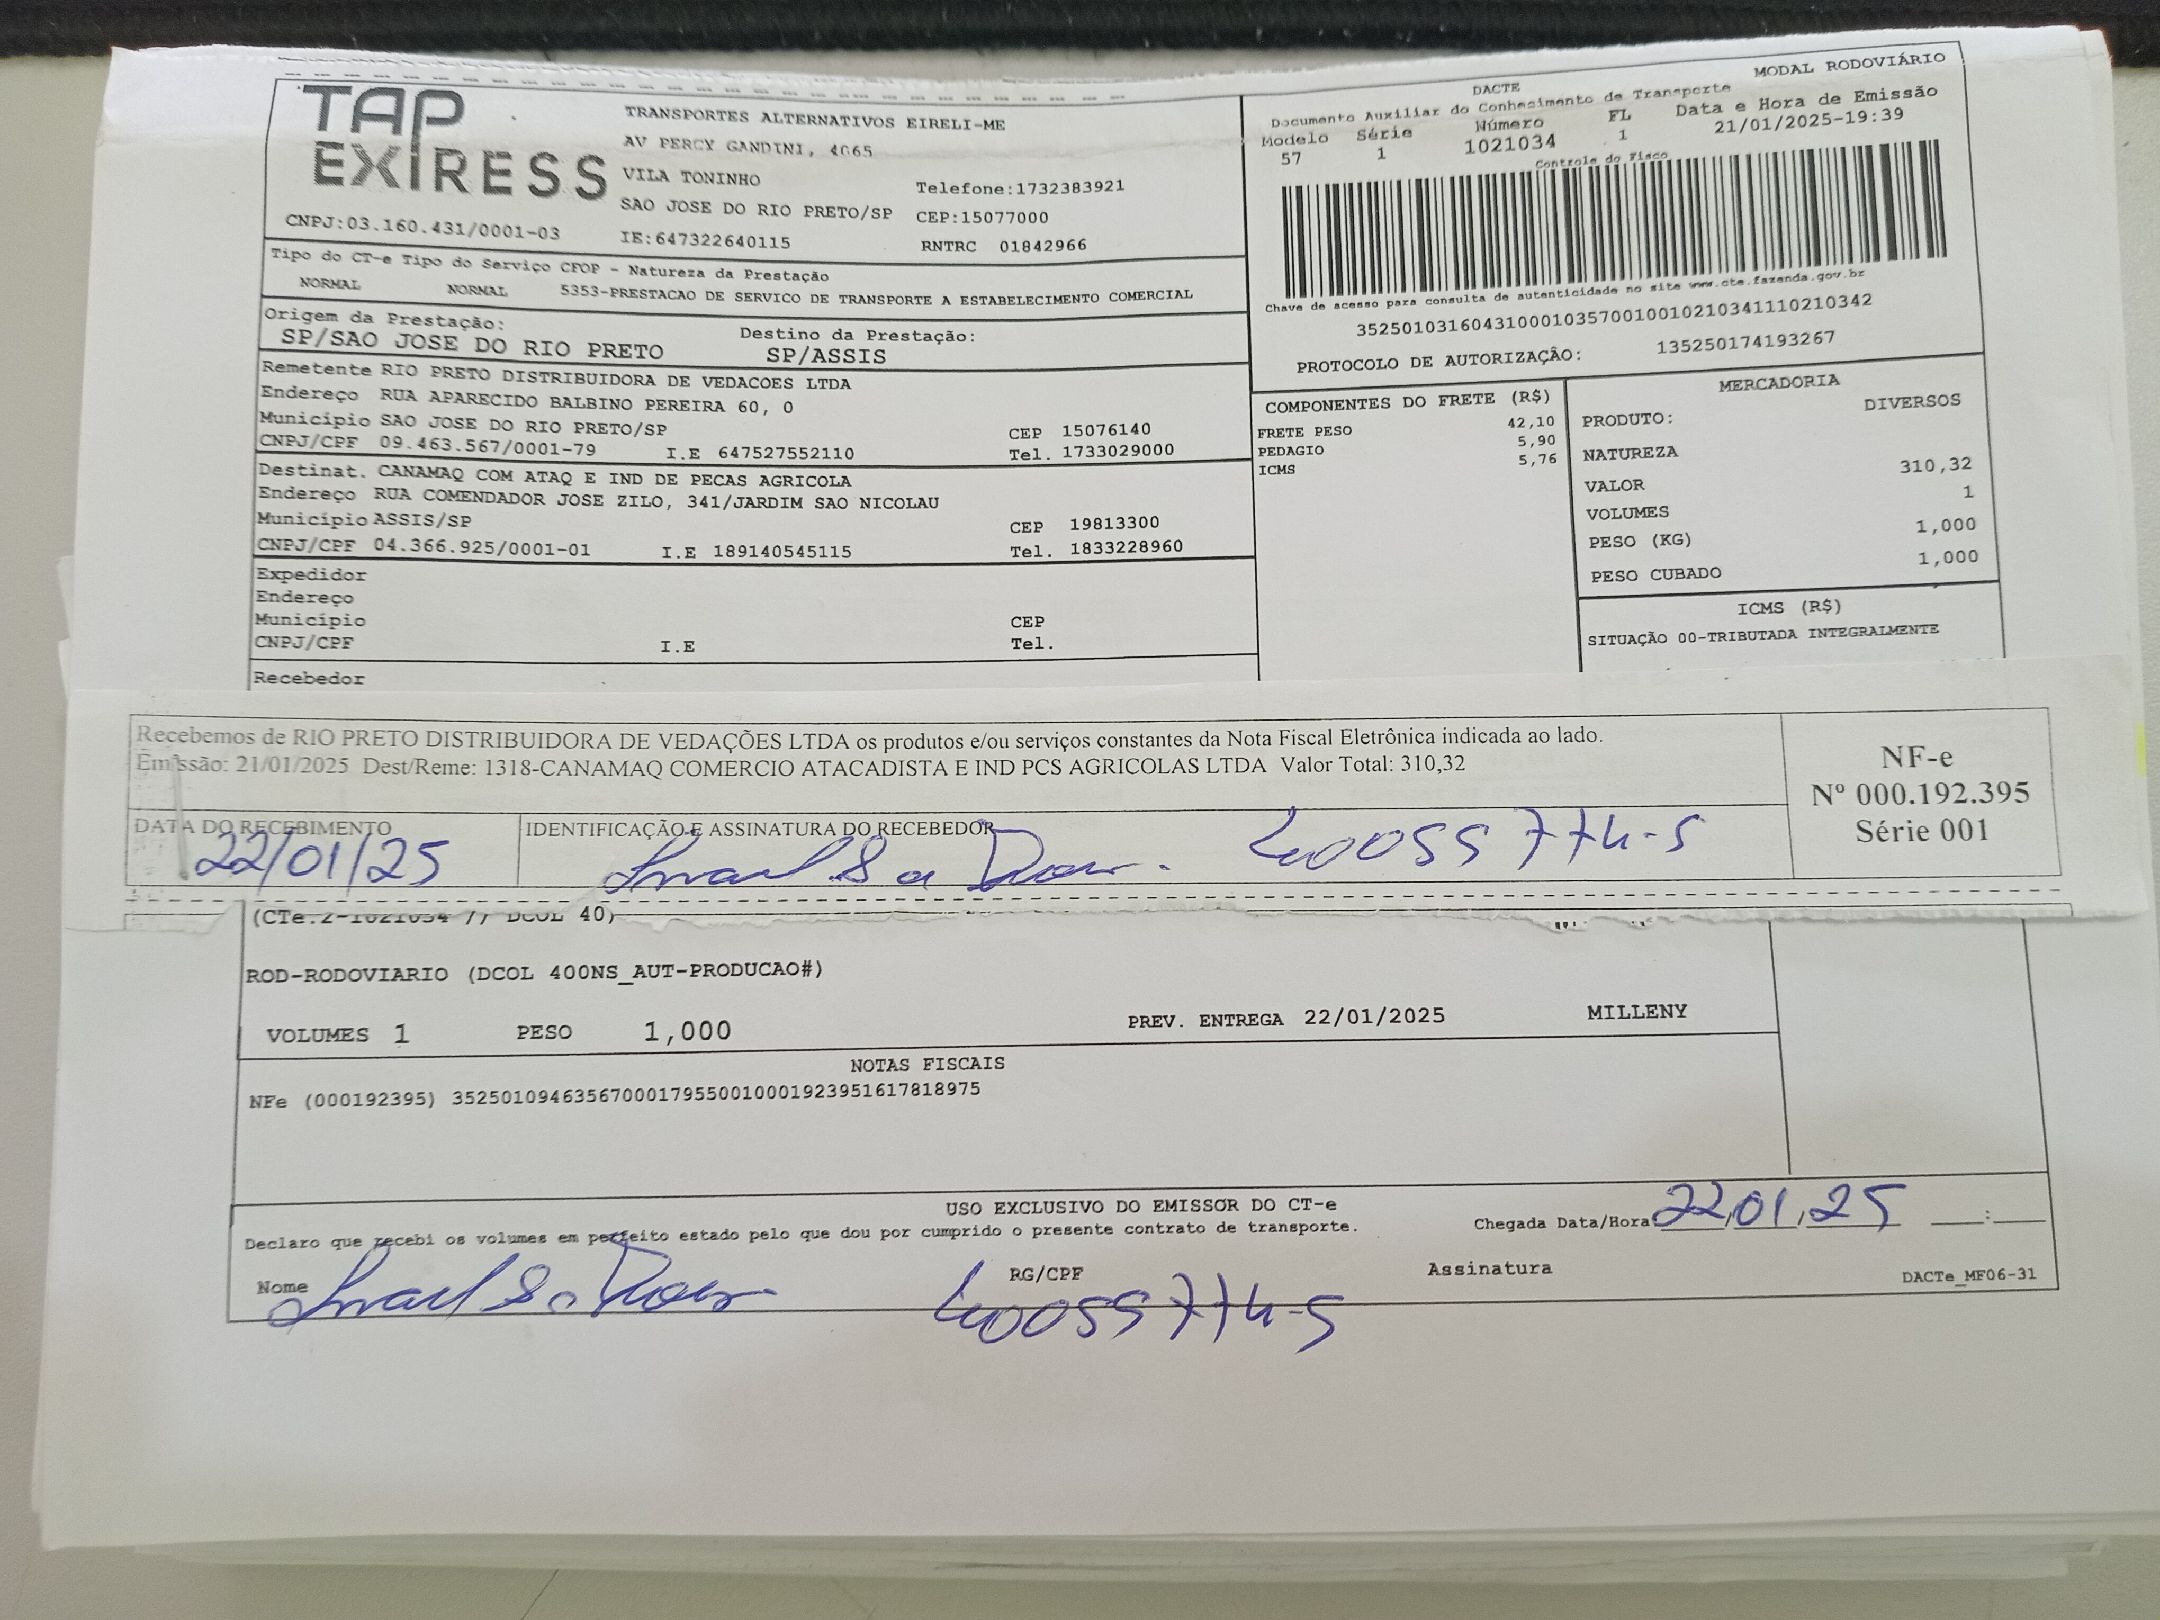 TAP
EXPRESS
TRANSPORTES ALTERNATIVOS EIRELI-ME
AV PERCY GANDINI, 4065
VILA TONINHO
Telefone:1732383921
SAO JOSE DO RIO PRETO/SP CEP:15077000
CNPJ:03.160.431/0001-03 IE:647322640115 RNTRC 01842966
MODAL RODOVIÁRIO
DACTE
Documento Auxiliar do Conhecimento de Transporte
Modelo Série Número FL Data e Hora de Emissão
57 1 1021034 1 21/01/2025-19:39
Controle do Fisco
Chave de acesso para consulta de autenticidade no site www.cte.fazenda.gov.br
35250103160431000103570010010210341110210342
PROTOCOLO DE AUTORIZAÇÃO: 135250174193267
Tipo do CT-e Tipo do Serviço CFOP - Natureza da Prestação
NORMAL NORMAL 5353-PRESTACAO DE SERVICO DE TRANSPORTE A ESTABELECIMENTO COMERCIAL
Origem da Prestação: Destino da Prestação:
SP/SAO JOSE DO RIO PRETO SP/ASSIS
Remetente RIO PRETO DISTRIBUIDORA DE VEDACOES LTDA
Endereço RUA APARECIDO BALBINO PEREIRA 60, 0
Município SAO JOSE DO RIO PRETO/SP CEP 15076140
CNPJ/CPF 09.463.567/0001-79 I.E 647527552110 Tel. 1733029000
Destinat. CANAMAQ COM ATAQ E IND DE PECAS AGRICOLA
Endereço RUA COMENDADOR JOSE ZILO, 341/JARDIM SAO NICOLAU
Município ASSIS/SP CEP 19813300
CNPJ/CPF 04.366.925/0001-01 I.E 189140545115 Tel. 1833228960
Expedidor
Endereço
Município CEP
CNPJ/CPF I.E Tel.
Recebedor
COMPONENTES DO FRETE (R$)
FRETE PESO 42,10
PEDAGIO 5,90
ICMS 5,76
MERCADORIA
PRODUTO: DIVERSOS
NATUREZA
VALOR 310,32
VOLUMES 1
PESO (KG) 1,000
PESO CUBADO 1,000
ICMS (R$)
SITUAÇÃO 00-TRIBUTADA INTEGRALMENTE
Recebemos de RIO PRETO DISTRIBUIDORA DE VEDAÇÕES LTDA os produtos e/ou serviços constantes da Nota Fiscal Eletrônica indicada ao lado.
Emissão: 21/01/2025 Dest/Reme: 1318-CANAMAQ COMERCIO ATACADISTA E IND PCS AGRICOLAS LTDA Valor Total: 310,32
NF-e
Nº 000.192.395
Série 001
DATA DO RECEBIMENTO IDENTIFICAÇÃO E ASSINATURA DO RECEBEDOR
22/01/25 40055774-5
(CTe.2-1021034 // DCOL 40)
ROD-RODOVIARIO (DCOL 400NS_AUT-PRODUCAO#)
VOLUMES 1 PESO 1,000 PREV. ENTREGA 22/01/2025 MILLENY
NOTAS FISCAIS
NFe (000192395) 35250109463567000179550010001923951617818975
USO EXCLUSIVO DO EMISSOR DO CT-e
Declaro que recebi os volumes em perfeito estado pelo que dou por cumprido o presente contrato de transporte.
Chegada Data/Hora 22,01,25 :
Nome RG/CPF 40055774-5 Assinatura
DACTe_MF06-31